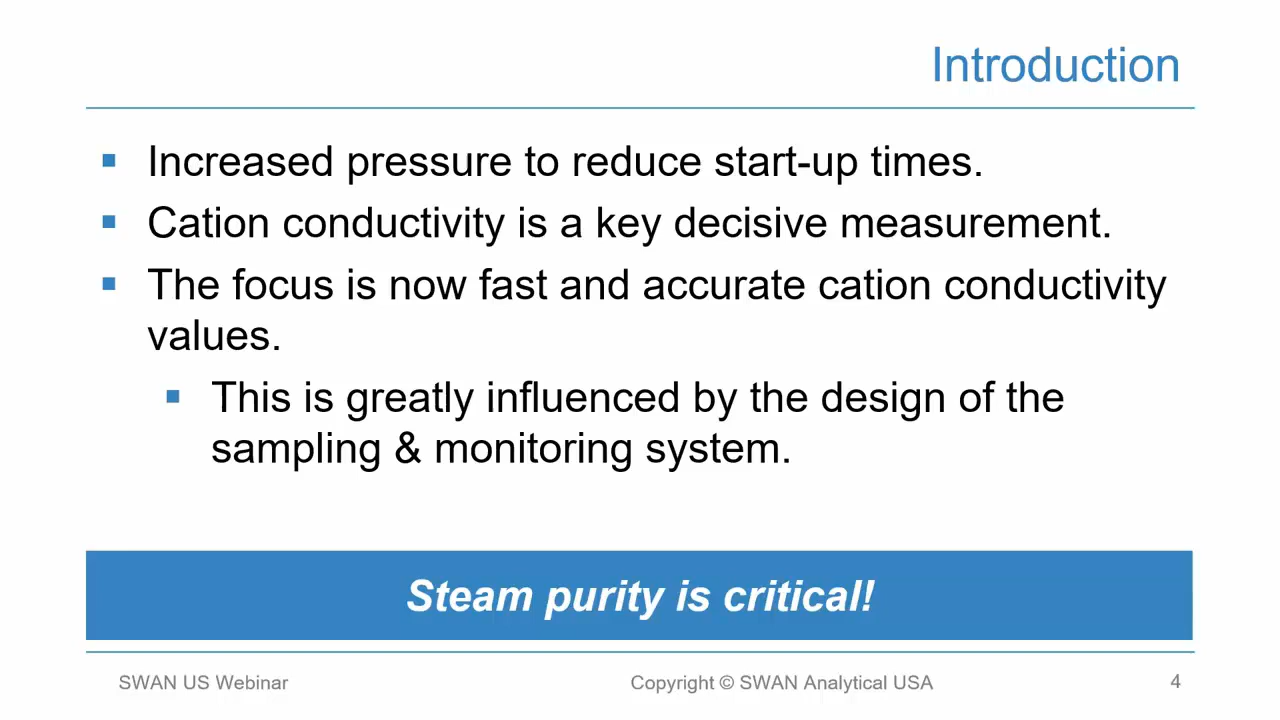 Introduction
▪ Increased pressure to reduce start-up times.
▪ Cation conductivity is a key decisive measurement.
▪ The focus is now fast and accurate cation conductivity
values.
▪ This is greatly influenced by the design of the
sampling & monitoring system.
Steam purity is critical!
SWAN US Webinar
Copyright © SWAN Analytical USA
4